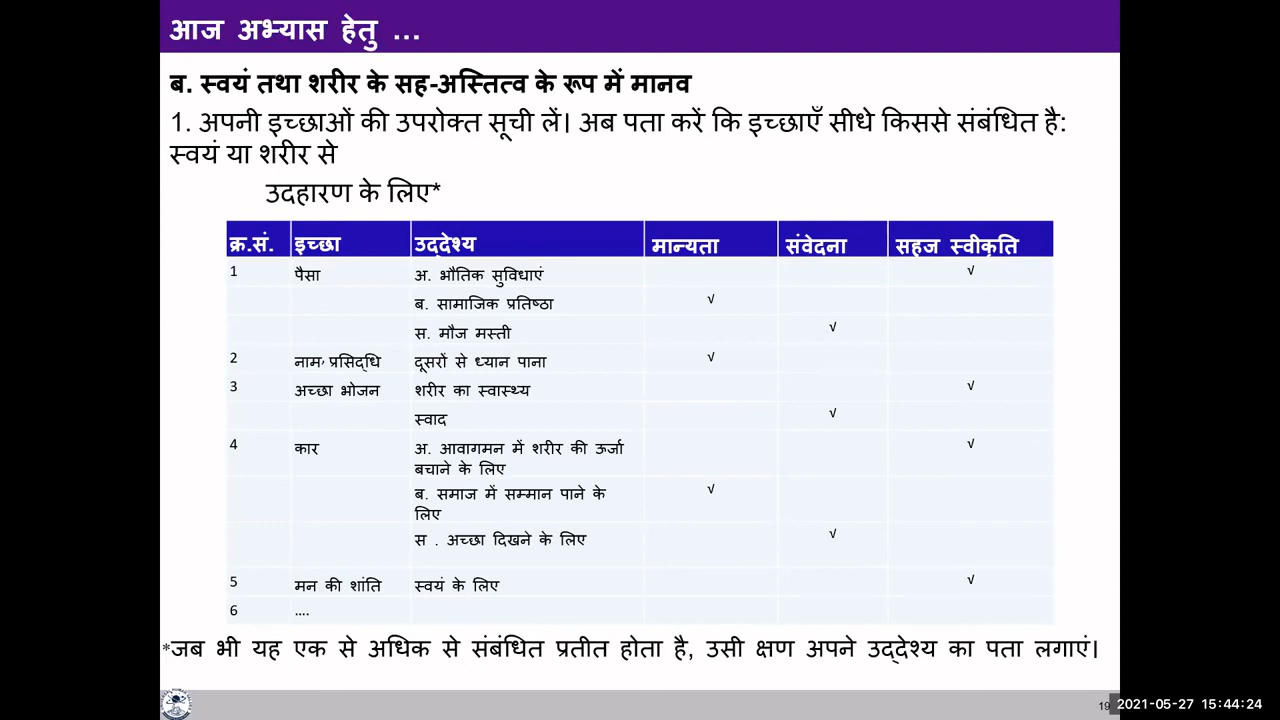 आज अभ्यास हेतु ...
ब. स्वयं तथा शरीर के सह-अस्तित्व के रूप में मानव
1. अपनी इच्छाओं की उपरोक्त सूची लें। अब पता करें कि इच्छाएँ सीधे किससे संबंधित है:
स्वयं या शरीर से
उदहारण के लिए*
क्र.सं. इच्छा उद्देश्य मान्यता संवेदना सहज स्वीकृति
1 पैसा अ. भौतिक सुविधाएं √
ब. सामाजिक प्रतिष्ठा √
स. मौज मस्ती √
2 नाम, प्रसिद्धि दूसरों से ध्यान पाना √
3 अच्छा भोजन शरीर का स्वास्थ्य √
स्वाद √
4 कार अ. आवागमन में शरीर की ऊर्जा √
बचाने के लिए
ब. समाज में सम्मान पाने के √
लिए
स . अच्छा दिखने के लिए √
5 मन की शांति स्वयं के लिए √
6 ....
*जब भी यह एक से अधिक से संबंधित प्रतीत होता है, उसी क्षण अपने उद्देश्य का पता लगाएं।
19
2021-05-27 15:44:24